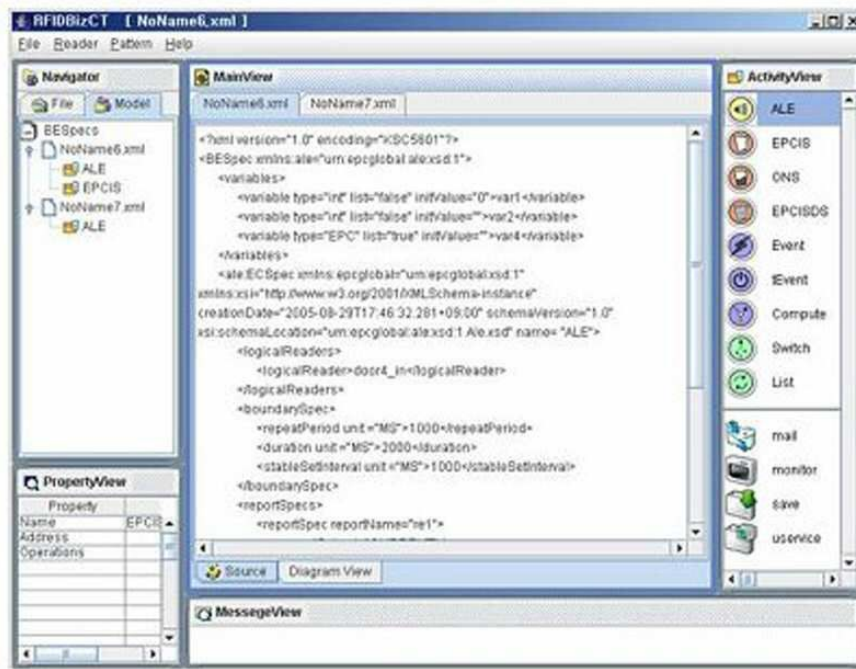 RFIDBizCT [ NoName6.xml ]
File Reader Pattern Help
Navigator
File Model
BESpecs
NoName6.xml
ALE
EPCIS
NoName7.xml
ALE
PropertyView
Property
Name EPCIS
Address
Operations
MainView
NoName6.xml NoName7.xml
<?xml version="1.0" encoding="KSC5601"?>
<BESpec xmlns:ale="urn:epcglobal:ale:xsd:1">
<variables>
<variable type="int" list="false" initValue="0">var1</variable>
<variable type="int" list="false" initValue="">var2</variable>
<variable type="EPC" list="true" initValue="">var4</variable>
</variables>
<ale:ECSpec xmlns:epcglobal="urn:epcglobal:xsd:1"
xmlns:xsi="http://www.w3.org/2001/XMLSchema-instance"
creationDate="2005-08-29T17:46:32.281+09:00" schemaVersion="1.0"
xsi:schemaLocation="urn:epcglobal:ale:xsd:1 Ale.xsd" name= "ALE">
<logicalReaders>
<logicalReader>door4_in</logicalReader>
</logicalReaders>
<boundarySpec>
<repeatPeriod unit ="MS">1000</repeatPeriod>
<duration unit ="MS">2000</duration>
<stableSetInterval unit ="MS">1000</stableSetInterval>
</boundarySpec>
<reportSpecs>
<reportSpec reportName="re1">
Source Diagram View
MessegeView
ActivityView
ALE
EPCIS
ONS
EPCISDS
Event
tEvent
Compute
Switch
List
mail
monitor
save
uservice